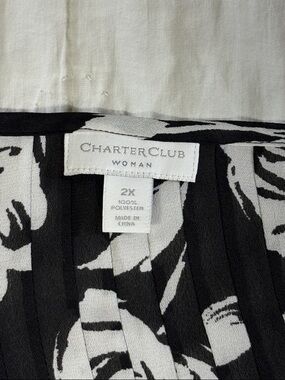 CHARTER CLUB
WOMAN
2X
100%
POLYESTER
MADE IN
CHINA